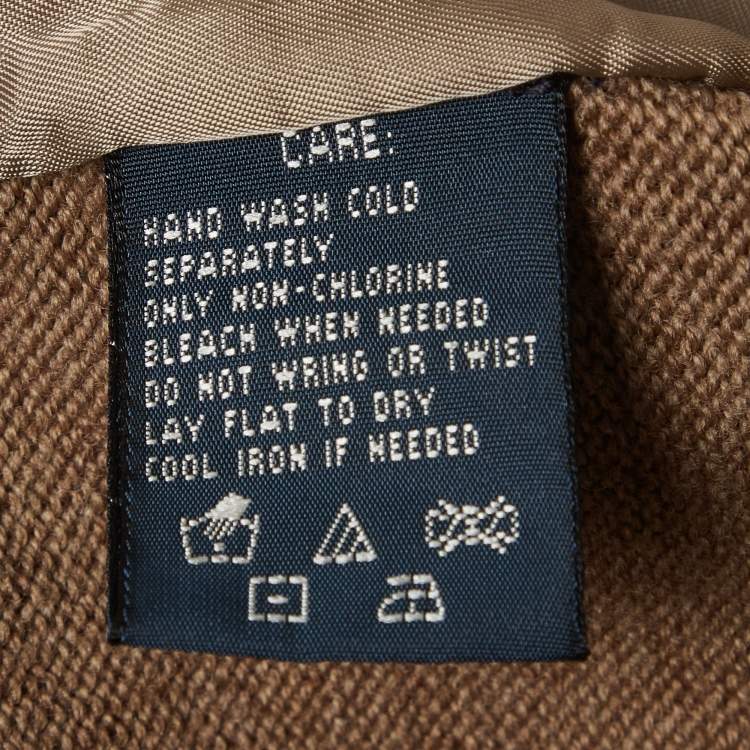 CARE:
HAND WASH COLD
SEPARATELY
ONLY NON-CHLORINE
BLEACH WHEN NEEDED
DO NOT WRING OR TWIST
LAY FLAT TO DRY
COOL IRON IF NEEDED